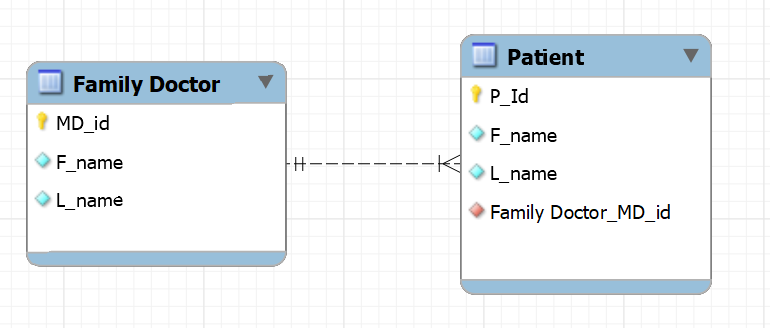 Family Doctor
MD_id
F_name
L_name
Patient
P_Id
F_name
L_name
Family Doctor_MD_id